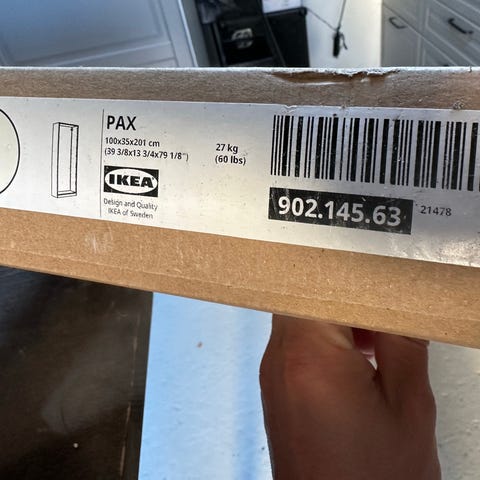 PAX
100x35x201 cm
(39 3/8x13 3/4x79 1/8")
27 kg
(60 lbs)
IKEA
Design and Quality
IKEA of Sweden
902.145.63
21478